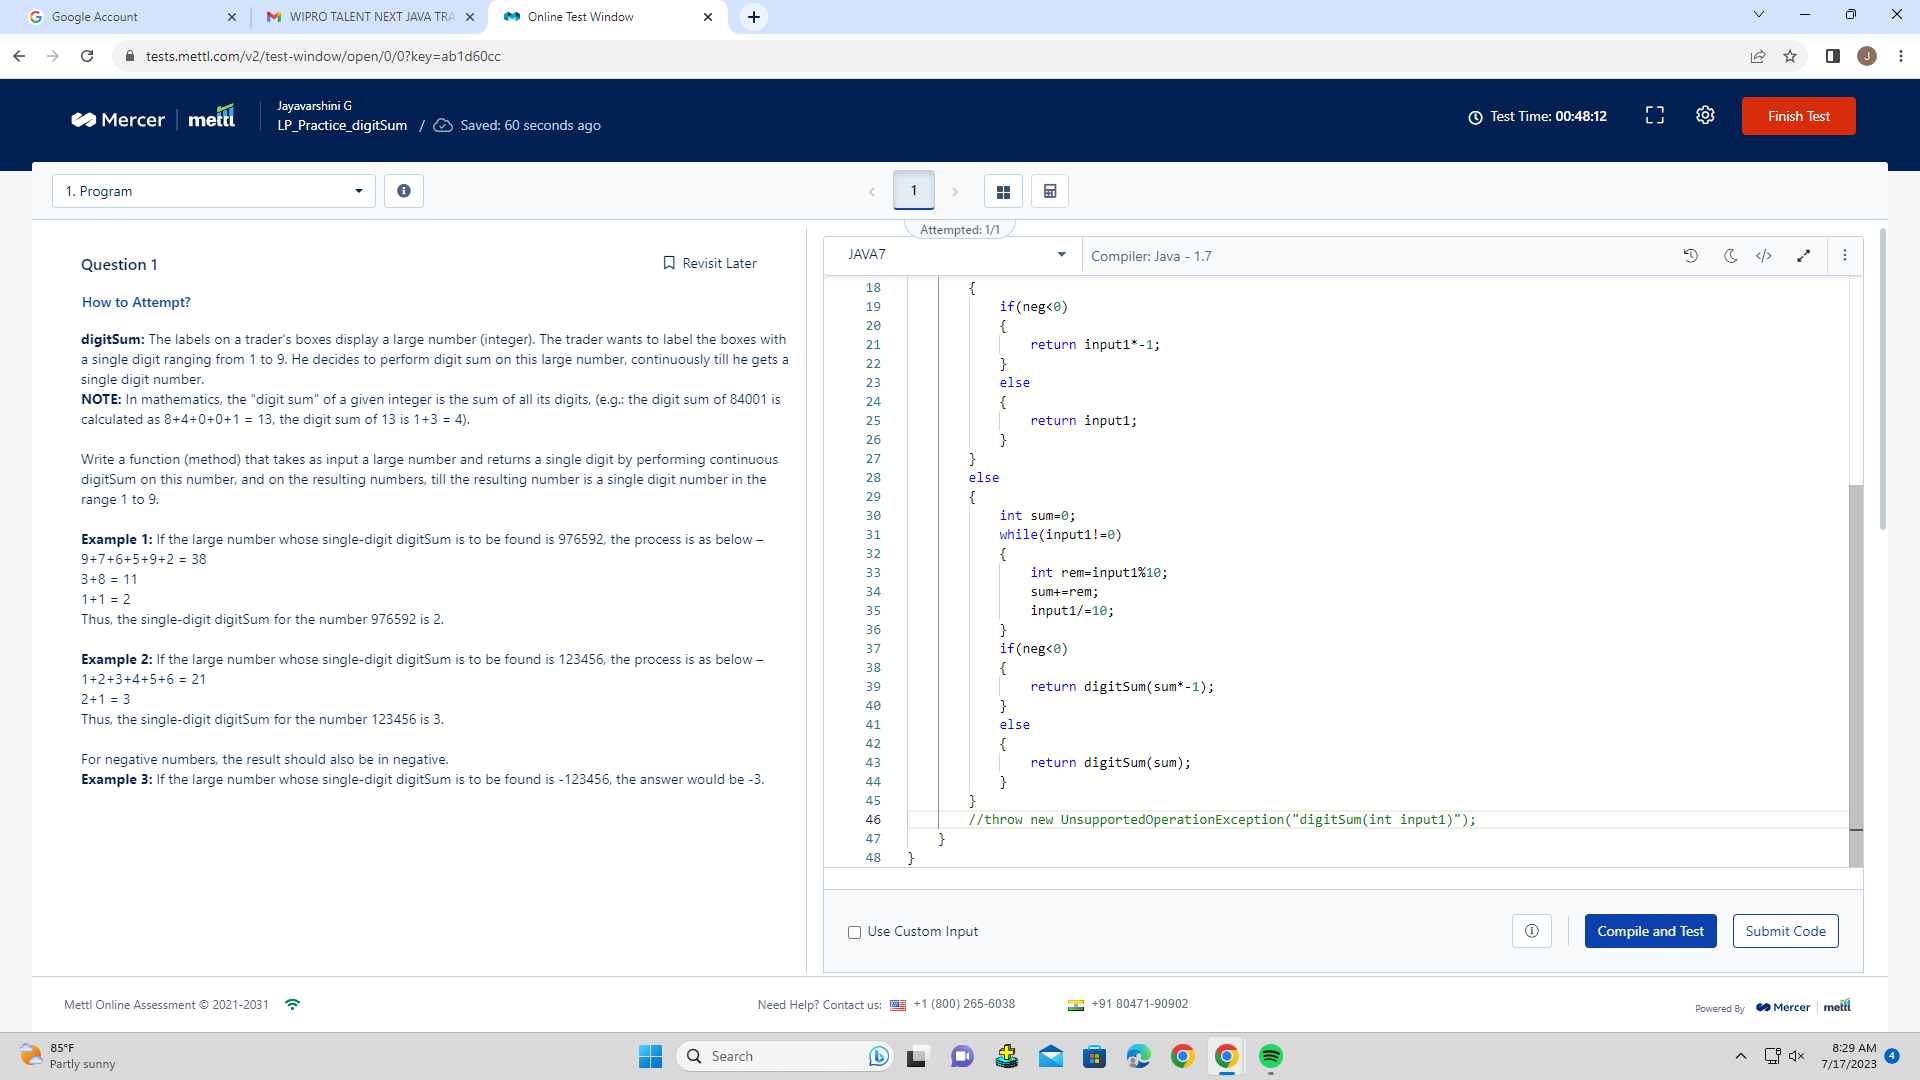 Google Account
WIPRO TALENT NEXT JAVA TRA
Online Test Window
tests.mettl.com/v2/test-window/open/0/0?key=ab1d60cc
J
Mercer | mettl
Jayavarshini G
LP_Practice_digitSum / Saved: 60 seconds ago
Test Time: 00:48:12
Finish Test
1. Program
1
Attempted: 1/1
Question 1
Revisit Later
How to Attempt?
digitSum: The labels on a trader's boxes display a large number (integer). The trader wants to label the boxes with
a single digit ranging from 1 to 9. He decides to perform digit sum on this large number, continuously till he gets a
single digit number.
NOTE: In mathematics, the "digit sum" of a given integer is the sum of all its digits, (e.g.: the digit sum of 84001 is
calculated as 8+4+0+0+1 = 13, the digit sum of 13 is 1+3 = 4).
Write a function (method) that takes as input a large number and returns a single digit by performing continuous
digitSum on this number, and on the resulting numbers, till the resulting number is a single digit number in the
range 1 to 9.
Example 1: If the large number whose single-digit digitSum is to be found is 976592, the process is as below –
9+7+6+5+9+2 = 38
3+8 = 11
1+1 = 2
Thus, the single-digit digitSum for the number 976592 is 2.
Example 2: If the large number whose single-digit digitSum is to be found is 123456, the process is as below –
1+2+3+4+5+6 = 21
2+1 = 3
Thus, the single-digit digitSum for the number 123456 is 3.
For negative numbers, the result should also be in negative.
Example 3: If the large number whose single-digit digitSum is to be found is -123456, the answer would be -3.
JAVA7
Compiler: Java - 1.7
18 {
19 if(neg<0)
20 {
21 return input1*-1;
22 }
23 else
24 {
25 return input1;
26 }
27 }
28 else
29 {
30 int sum=0;
31 while(input1!=0)
32 {
33 int rem=input1%10;
34 sum+=rem;
35 input1/=10;
36 }
37 if(neg<0)
38 {
39 return digitSum(sum*-1);
40 }
41 else
42 {
43 return digitSum(sum);
44 }
45 }
46 //throw new UnsupportedOperationException("digitSum(int input1)");
47 }
48 }
Use Custom Input
Compile and Test
Submit Code
Mettl Online Assessment © 2021-2031
Need Help? Contact us: +1 (800) 265-6038
+91 80471-90902
Powered By Mercer | mettl
85°F
Partly sunny
Search
8:29 AM
7/17/2023
4